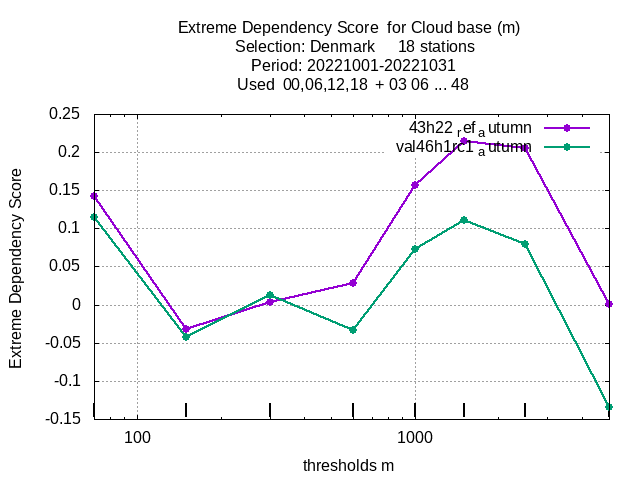 Extreme Dependency Score  for Cloud base (m)
Selection: Denmark     18 stations
Period: 20221001-20221031
Used  00,06,12,18  + 03 06 ... 48
0.25
0.2
0.15
0.1
0.05
0
-0.05
-0.1
-0.15
Extreme Dependency Score
43h22_ref_autumn
val46h1rc1_autumn
100
1000
thresholds m